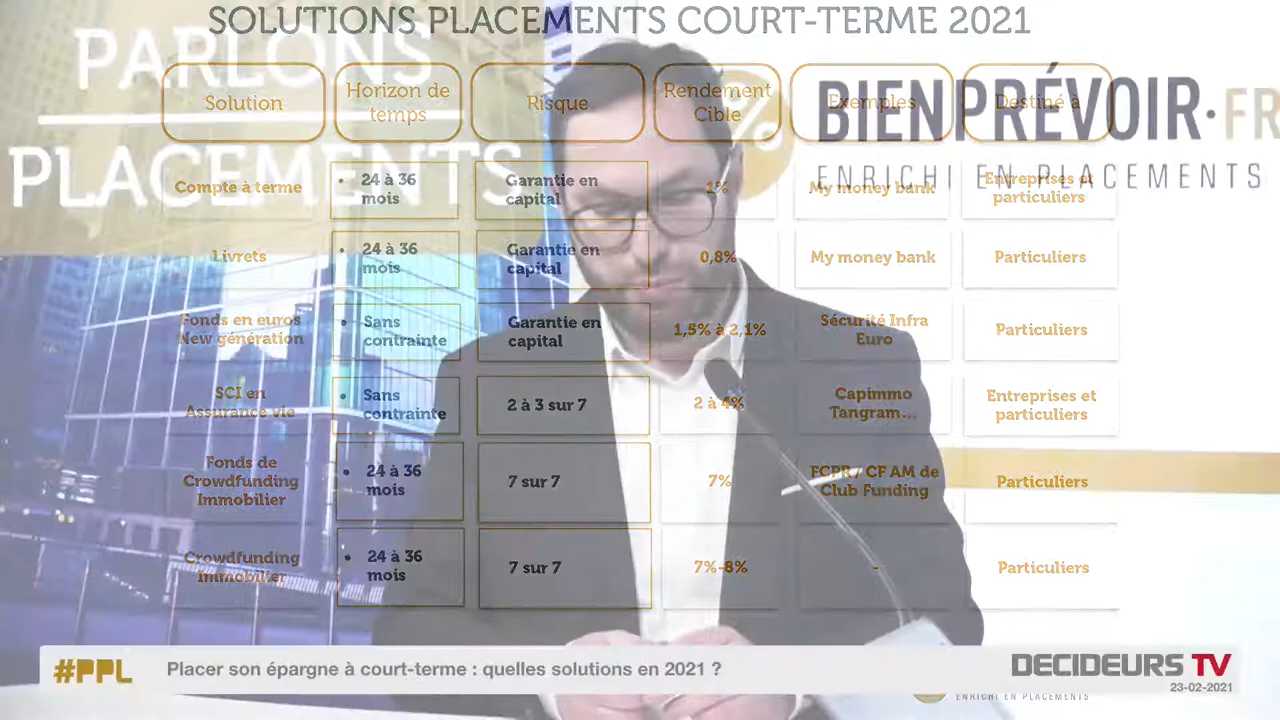 SOLUTIONS PLACEMENTS COURT-TERME 2021
PARLONS
PLACEMENTS
BIENPRÉVOIR·FR
ENRICHI EN PLACEMENTS
Solution
Horizon de
temps
Risque
Rendement
Cible
Exemples
Destiné à
Compte à terme
• 24 à 36
mois
Garantie en
capital
1%
My money bank
Entreprises et
particuliers
Livrets
• 24 à 36
mois
Garantie en
capital
0,8%
My money bank
Particuliers
Fonds en euros
New génération
• Sans
contrainte
Garantie en
capital
1,5% à 2,1%
Sécurité Infra
Euro
Particuliers
SCI en
Assurance vie
• Sans
contrainte
2 à 3 sur 7
2 à 4%
Capimmo
Tangram...
Entreprises et
particuliers
Fonds de
Crowdfunding
Immobilier
• 24 à 36
mois
7 sur 7
7%
FCPR / CF AM de
Club Funding
Particuliers
Crowdfunding
Immobilier
• 24 à 36
mois
7 sur 7
7%-8%
-
Particuliers
#PPL
Placer son épargne à court-terme : quelles solutions en 2021 ?
DECIDEURS TV
23-02-2021
ENRICHI EN PLACEMENTS